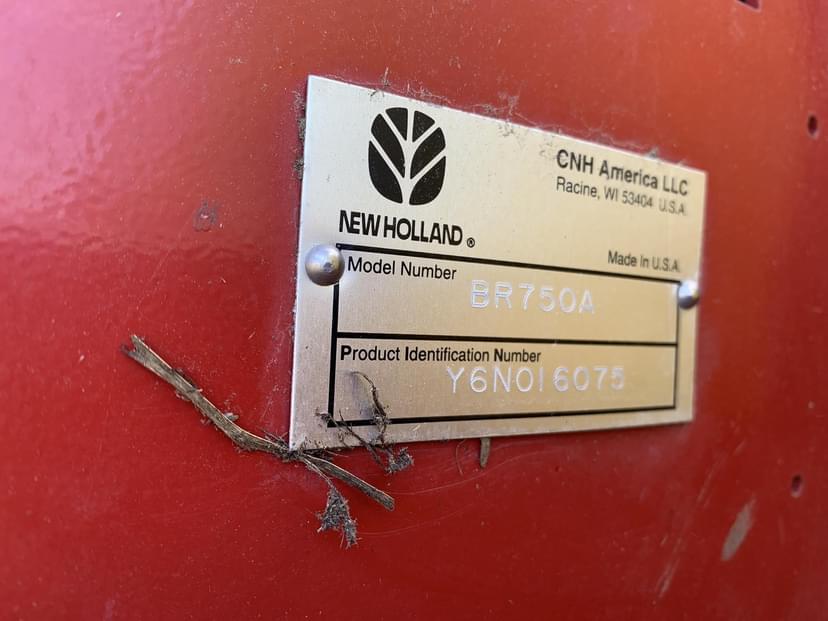 CNH America LLC
Racine, WI 53404 U.S.A.
NEW HOLLAND®
Made in U.S.A.
Model Number
BR750A
Product Identification Number
Y6N016075